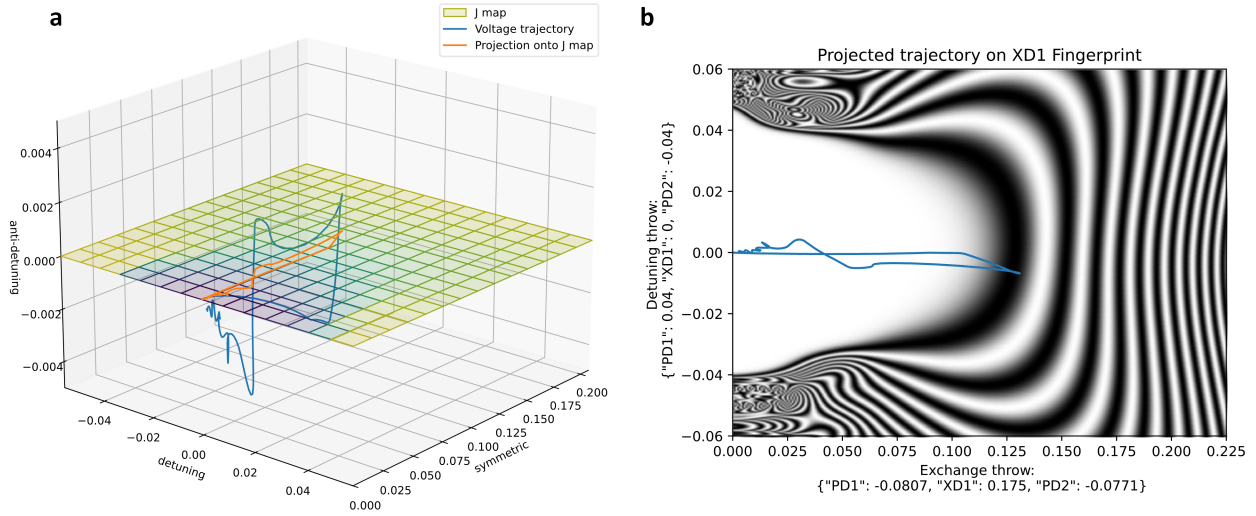 a
J map
Voltage trajectory
Projection onto J map
0.004
0.002
0.000
−0.002
−0.004
anti-detuning
−0.04
−0.02
0.00
0.02
0.04
detuning
0.000
0.025
0.050
0.075
0.100
0.125
0.150
0.175
0.200
symmetric
b
Projected trajectory on XD1 Fingerprint
0.06
0.04
0.02
0.00
−0.02
−0.04
−0.06
Detuning throw:
{"PD1": 0.04, "XD1": 0, "PD2": -0.04}
0.000 0.025 0.050 0.075 0.100 0.125 0.150 0.175 0.200 0.225
Exchange throw:
{"PD1": -0.0807, "XD1": 0.175, "PD2": -0.0771}